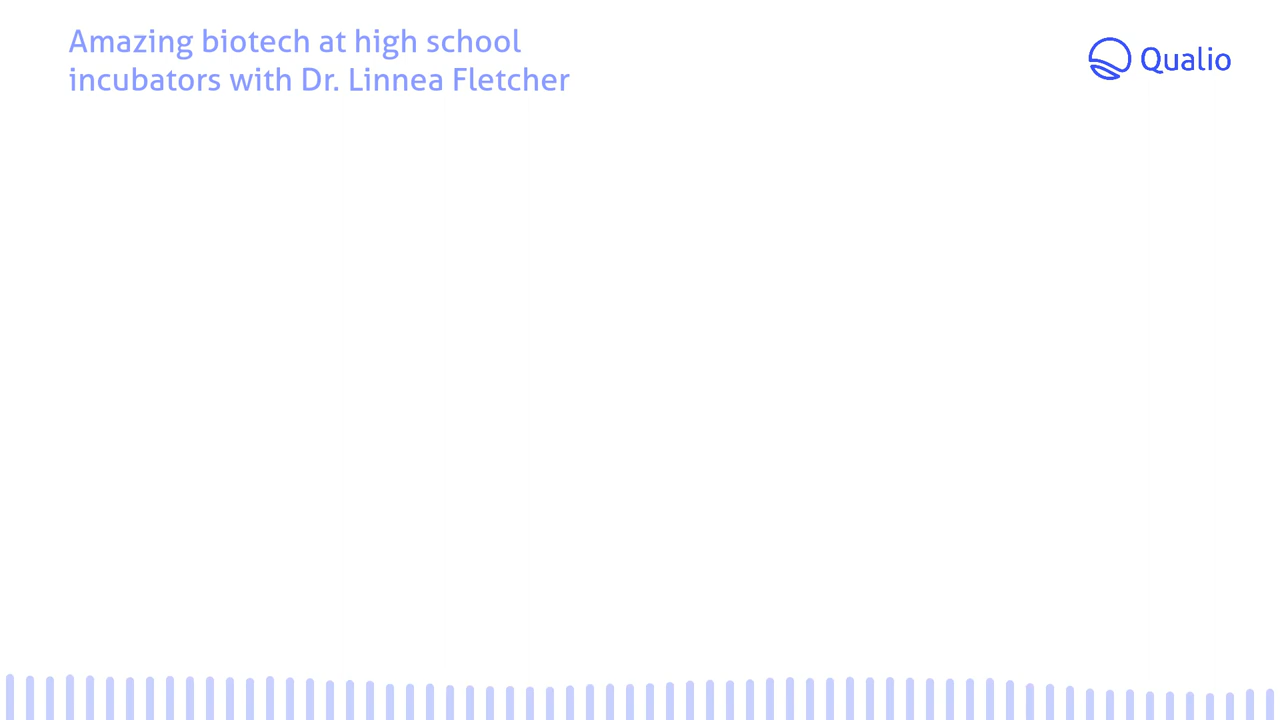 Amazing biotech at high school
incubators with Dr. Linnea Fletcher
Qualio